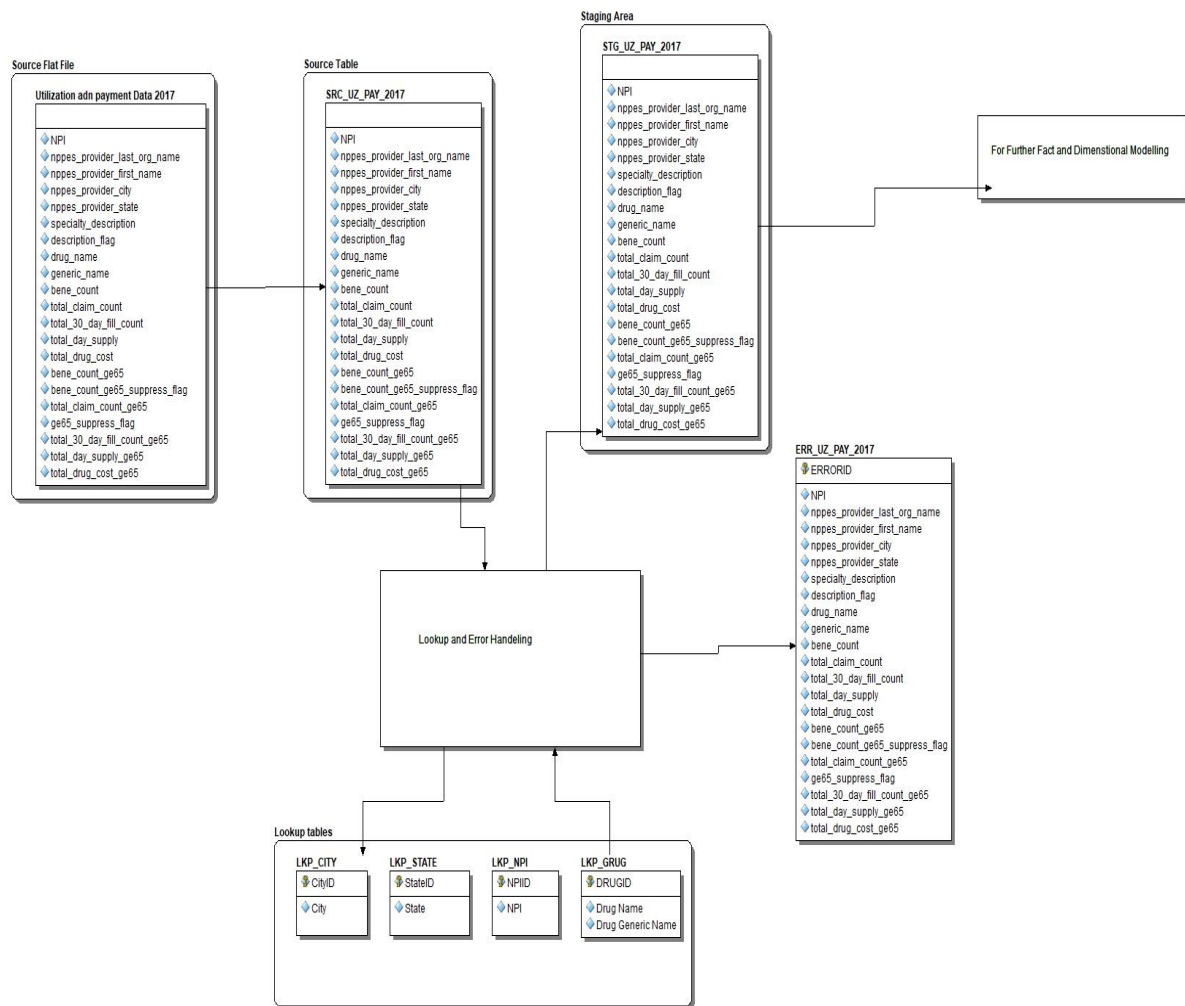 Source Flat File
Utilization adn payment Data 2017
NPI
nppes_provider_last_org_name
nppes_provider_first_name
nppes_provider_city
nppes_provider_state
specialty_description
description_flag
drug_name
generic_name
bene_count
total_claim_count
total_30_day_fill_count
total_day_supply
total_drug_cost
bene_count_ge65
bene_count_ge65_suppress_flag
total_claim_count_ge65
ge65_suppress_flag
total_30_day_fill_count_ge65
total_day_supply_ge65
total_drug_cost_ge65
Source Table
SRC_UZ_PAY_2017
NPI
nppes_provider_last_org_name
nppes_provider_first_name
nppes_provider_city
nppes_provider_state
specialty_description
description_flag
drug_name
generic_name
bene_count
total_claim_count
total_30_day_fill_count
total_day_supply
total_drug_cost
bene_count_ge65
bene_count_ge65_suppress_flag
total_claim_count_ge65
ge65_suppress_flag
total_30_day_fill_count_ge65
total_day_supply_ge65
total_drug_cost_ge65
Staging Area
STG_UZ_PAY_2017
NPI
nppes_provider_last_org_name
nppes_provider_first_name
nppes_provider_city
nppes_provider_state
specialty_description
description_flag
drug_name
generic_name
bene_count
total_claim_count
total_30_day_fill_count
total_day_supply
total_drug_cost
bene_count_ge65
bene_count_ge65_suppress_flag
total_claim_count_ge65
ge65_suppress_flag
total_30_day_fill_count_ge65
total_day_supply_ge65
total_drug_cost_ge65
For Further Fact and Dimenstional Modelling
ERR_UZ_PAY_2017
ERRORID
NPI
nppes_provider_last_org_name
nppes_provider_first_name
nppes_provider_city
nppes_provider_state
specialty_description
description_flag
drug_name
generic_name
bene_count
total_claim_count
total_30_day_fill_count
total_day_supply
total_drug_cost
bene_count_ge65
bene_count_ge65_suppress_flag
total_claim_count_ge65
ge65_suppress_flag
total_30_day_fill_count_ge65
total_day_supply_ge65
total_drug_cost_ge65
Lookup and Error Handeling
Lookup tables
LKP_CITY
CityID
City
LKP_STATE
StateID
State
LKP_NPI
NPIID
NPI
LKP_GRUG
DRUGID
Drug Name
Drug Generic Name